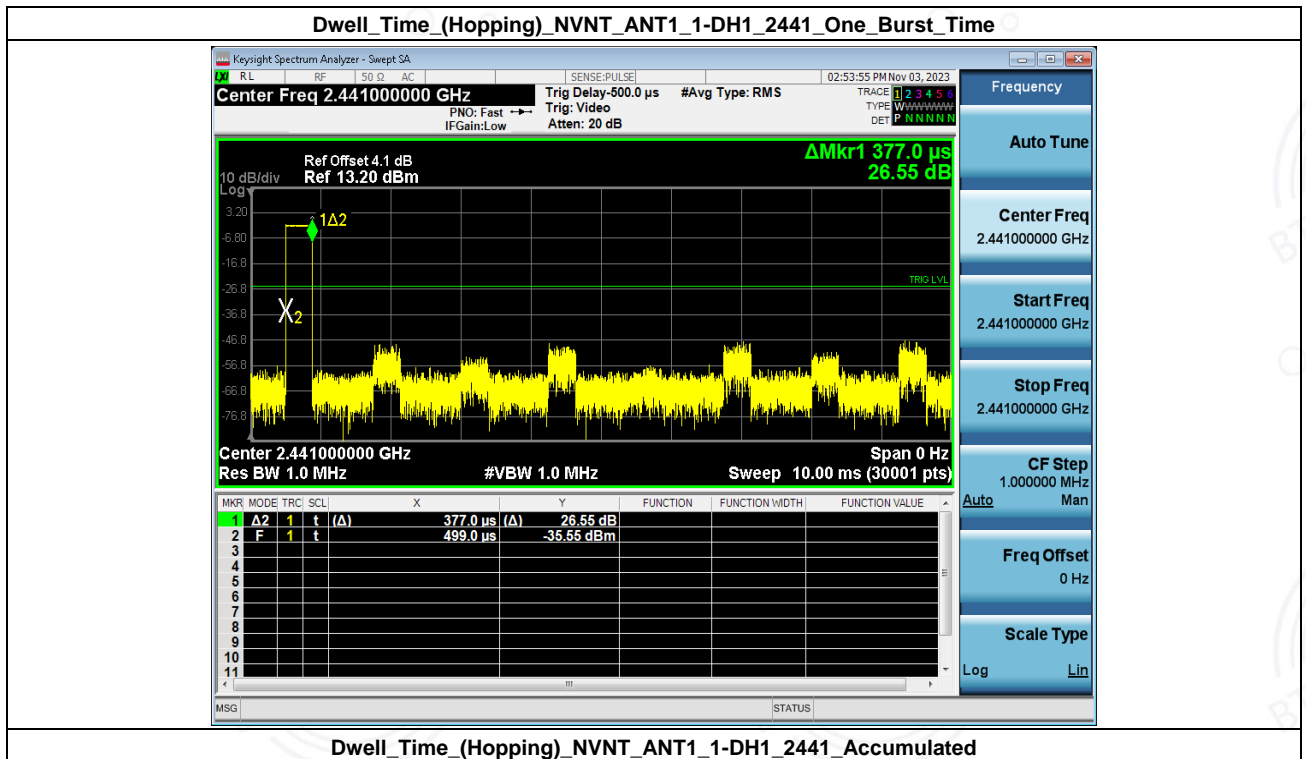 Dwell_Time_(Hopping)_NVNT_ANT1_1-DH1_2441_One_Burst_Time
Keysight Spectrum Analyzer - Swept SA
RL RF 50 Ω AC SENSE:PULSE 02:53:55 PM Nov 03, 2023
Center Freq 2.441000000 GHz
PNO: Fast
IFGain:Low
Trig Delay-500.0 µs
Trig: Video
Atten: 20 dB
#Avg Type: RMS
TRACE 1 2 3 4 5 6
TYPE WWWWWW
DET P N N N N N
Frequency
Auto Tune
Center Freq
2.441000000 GHz
Start Freq
2.441000000 GHz
Stop Freq
2.441000000 GHz
CF Step
1.000000 MHz
Auto Man
Freq Offset
0 Hz
Scale Type
Log Lin
ΔMkr1 377.0 µs
26.55 dB
Ref Offset 4.1 dB
10 dB/div Ref 13.20 dBm
Log
3.20
-6.80
-16.8
-26.8
-36.8
-46.8
-56.8
-66.8
-76.8
1Δ2
TRIG LVL
X2
Center 2.441000000 GHz Span 0 Hz
Res BW 1.0 MHz #VBW 1.0 MHz Sweep 10.00 ms (30001 pts)
MKR MODE TRC SCL X Y FUNCTION FUNCTION WIDTH FUNCTION VALUE
1 Δ2 1 t (Δ) 377.0 µs (Δ) 26.55 dB
2 F 1 t 499.0 µs -35.55 dBm
3
4
5
6
7
8
9
10
11
MSG STATUS
Dwell_Time_(Hopping)_NVNT_ANT1_1-DH1_2441_Accumulated